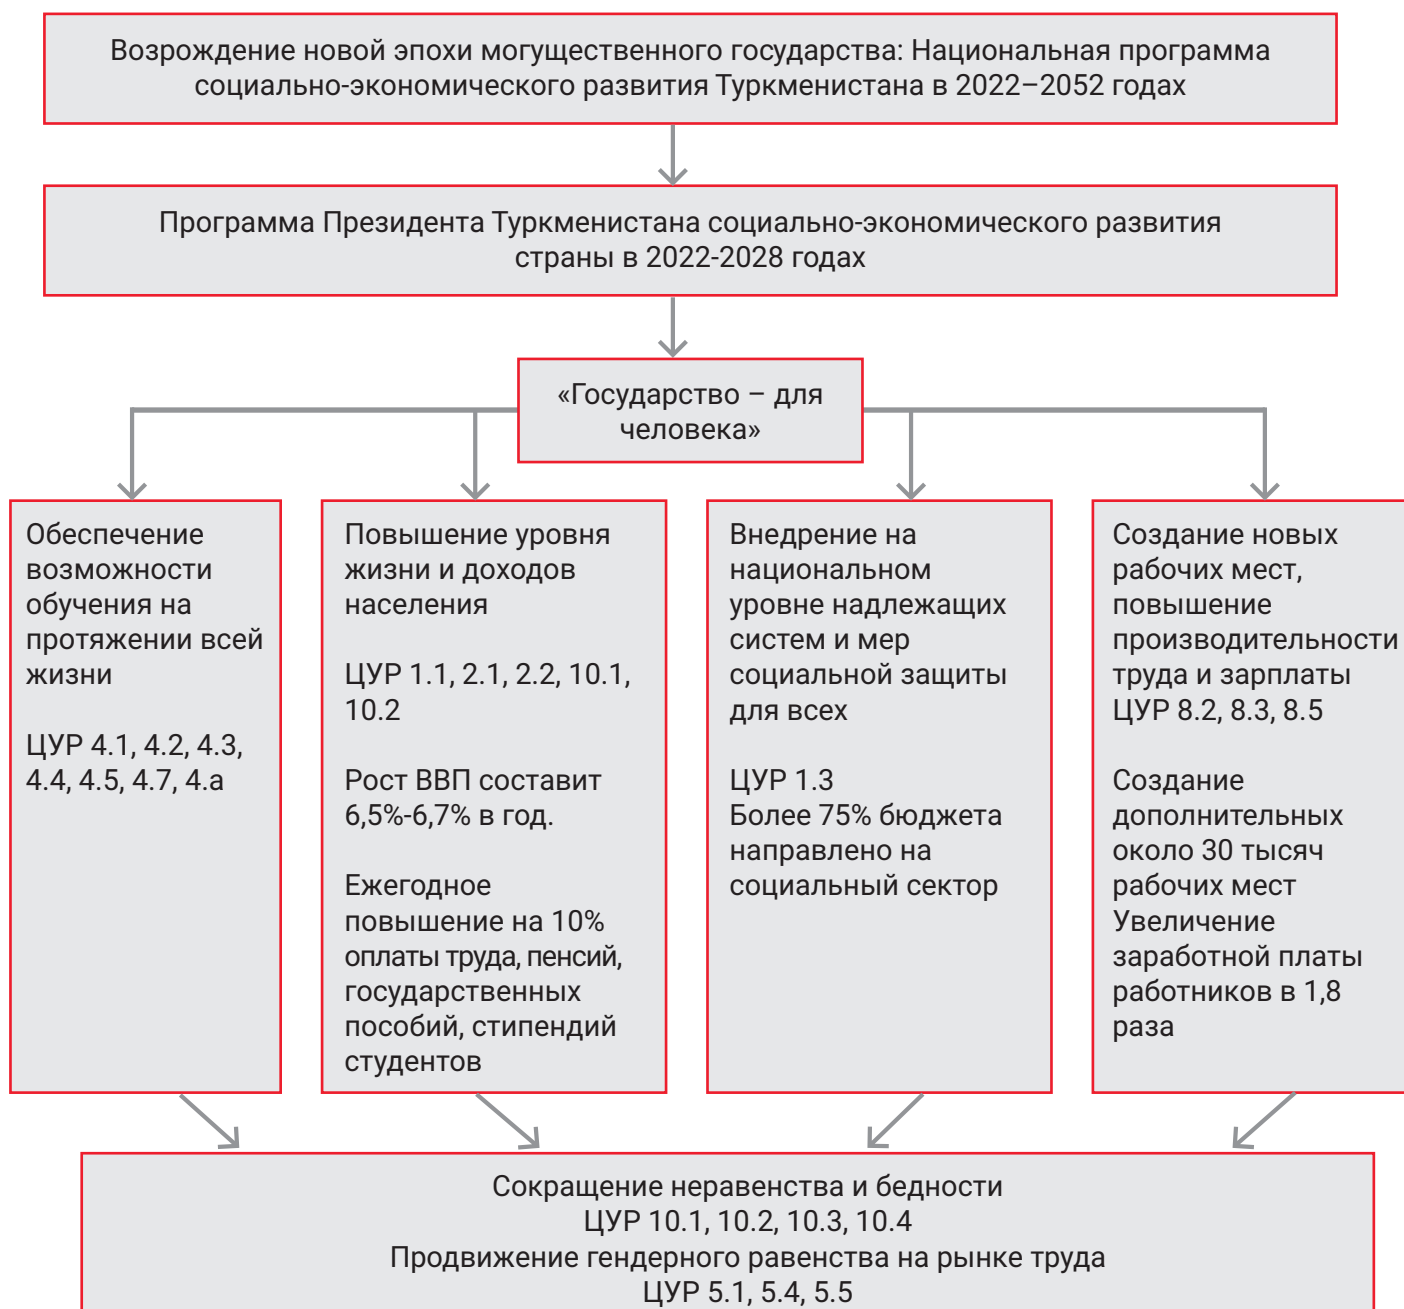 Возрождение новой эпохи могущественного государства: Национальная программа
социально-экономического развития Туркменистана в 2022–2052 годах
Программа Президента Туркменистана социально-экономического развития
страны в 2022-2028 годах
«Государство – для
человека»
Обеспечение
возможности
обучения на
протяжении всей
жизни
ЦУР 4.1, 4.2, 4.3,
4.4, 4.5, 4.7, 4.a
Повышение уровня
жизни и доходов
населения
ЦУР 1.1, 2.1, 2.2, 10.1,
10.2
Рост ВВП составит
6,5%-6,7% в год.
Ежегодное
повышение на 10%
оплаты труда, пенсий,
государственных
пособий, стипендий
студентов
Внедрение на
национальном
уровне надлежащих
систем и мер
социальной защиты
для всех
ЦУР 1.3
Более 75% бюджета
направлено на
социальный сектор
Создание новых
рабочих мест,
повышение
производительности
труда и зарплаты
ЦУР 8.2, 8.3, 8.5
Создание
дополнительных
около 30 тысяч
рабочих мест
Увеличение
заработной платы
работников в 1,8
раза
Сокращение неравенства и бедности
ЦУР 10.1, 10.2, 10.3, 10.4
Продвижение гендерного равенства на рынке труда
ЦУР 5.1, 5.4, 5.5